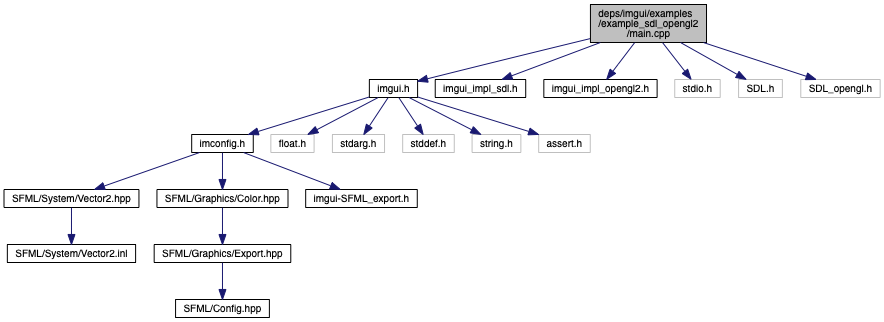 deps/imgui/examples
/example_sdl_opengl2
/main.cpp
imgui.h
imgui_impl_sdl.h
imgui_impl_opengl2.h
stdio.h
SDL.h
SDL_opengl.h
imconfig.h
float.h
stdarg.h
stddef.h
string.h
assert.h
SFML/System/Vector2.hpp
SFML/Graphics/Color.hpp
imgui-SFML_export.h
SFML/System/Vector2.inl
SFML/Graphics/Export.hpp
SFML/Config.hpp